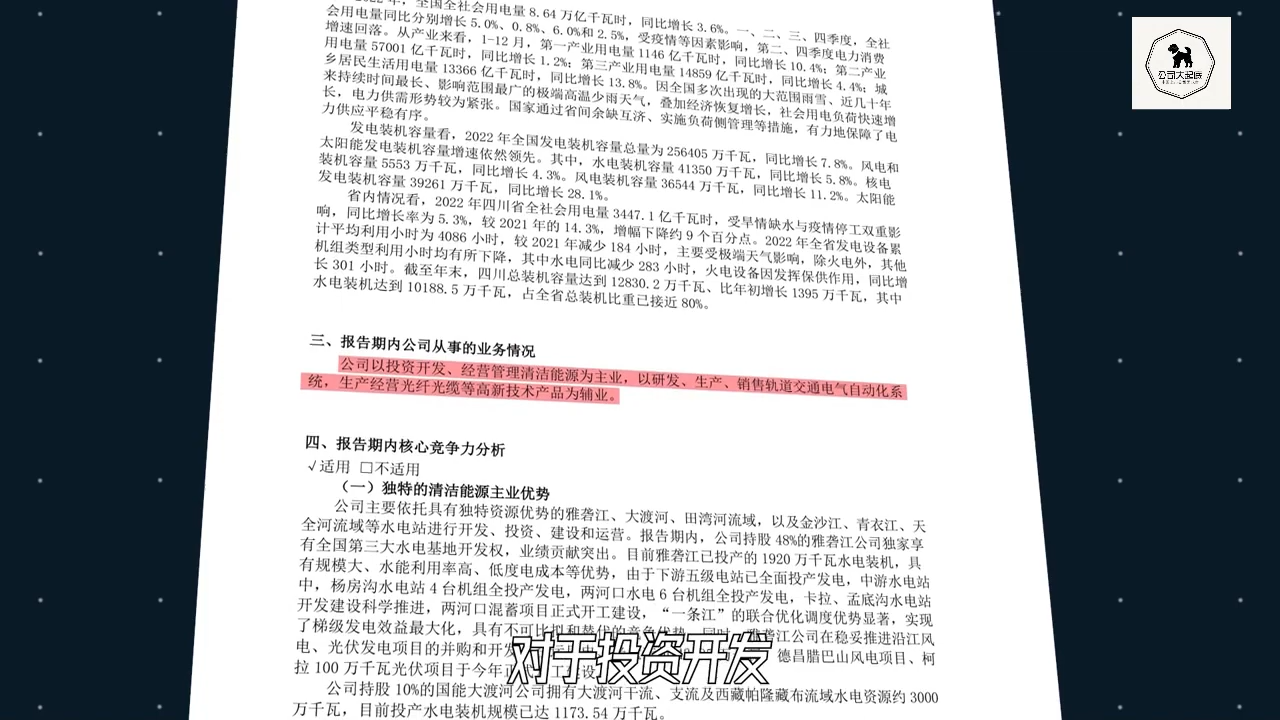 2022年，全国全社会用电量 8.64 万亿千瓦时，同比增长 3.6%。一、二、三、四季度，全社
会用电量同比分别增长 5.0%、0.8%、6.0%和 2.5%，受疫情等因素影响，第二、四季度电力消费
增速回落。从产业来看，1-12 月，第一产业用电量 1146 亿千瓦时，同比增长 10.4%；第二产业
用电量 57001 亿千瓦时，同比增长 1.2%；第三产业用电量 14859 亿千瓦时，同比增长 4.4%；城
乡居民生活用电量 13366 亿千瓦时，同比增长 13.8%。因全国多次出现的大范围雨雪、近几十年
来持续时间最长、影响范围最广的极端高温少雨天气，叠加经济恢复增长，社会用电负荷快速增
长，电力供需形势较为紧张。国家通过省间余缺互济、实施负荷侧管理等措施，有力地保障了电
力供应平稳有序。
发电装机容量看，2022 年全国发电装机容量总量为 256405 万千瓦，同比增长 7.8%。风电和
太阳能发电装机容量增速依然领先。其中，水电装机容量 41350 万千瓦，同比增长 5.8%。核电
装机容量 5553 万千瓦，同比增长 4.3%。风电装机容量 36544 万千瓦，同比增长 11.2%。太阳能
发电装机容量 39261 万千瓦，同比增长 28.1%。
省内情况看，2022 年四川省全社会用电量 3447.1 亿千瓦时，受旱情缺水与疫情停工双重影
响，同比增长率为 5.3%，较 2021 年的 14.3%，增幅下降约 9 个百分点。2022 年全省发电设备累
计平均利用小时为 4086 小时，较 2021 年减少 184 小时，主要受极端天气影响，除火电外，其他
机组类型利用小时均有所下降，其中水电同比减少 283 小时，火电设备因发挥保供作用，同比增
长 301 小时。截至年末，四川总装机容量达到 12830.2 万千瓦、比年初增长 1395 万千瓦，其中
水电装机达到 10188.5 万千瓦，占全省总装机比重已接近 80%。
三、报告期内公司从事的业务情况
公司以投资开发、经营管理清洁能源为主业，以研发、生产、销售轨道交通电气自动化系
统，生产经营光纤光缆等高新技术产品为辅业。
四、报告期内核心竞争力分析
√适用 □不适用
（一）独特的清洁能源主业优势
公司主要依托具有独特资源优势的雅砻江、大渡河、田湾河流域，以及金沙江、青衣江、天
全河流域等水电站进行开发、投资、建设和运营。报告期内，公司持股 48%的雅砻江公司独家享
有全国第三大水电基地开发权，业绩贡献突出。目前雅砻江已投产的 1920 万千瓦水电装机，具
有规模大、水能利用率高、低度电成本等优势，由于下游五级电站已全面投产发电，中游水电站
中，杨房沟水电站 4 台机组全投产发电，两河口水电 6 台机组全投产发电，卡拉、孟底沟水电站
开发建设科学推进，两河口混蓄项目正式开工建设，“一条江”的联合优化调度优势显著，实现
了梯级发电效益最大化，具有不可比拟和替代的竞争优势。同时，雅砻江公司在稳妥推进沿江风
电、光伏发电项目的并购和开发 德昌腊巴山风电项目、柯
拉 100 万千瓦光伏项目于今年正式开工建设
公司持股 10%的国能大渡河公司拥有大渡河干流、支流及西藏帕隆藏布流域水电资源约 3000
万千瓦，目前投产水电装机规模已达 1173.54 万千瓦。
对于投资开发
公司大起底